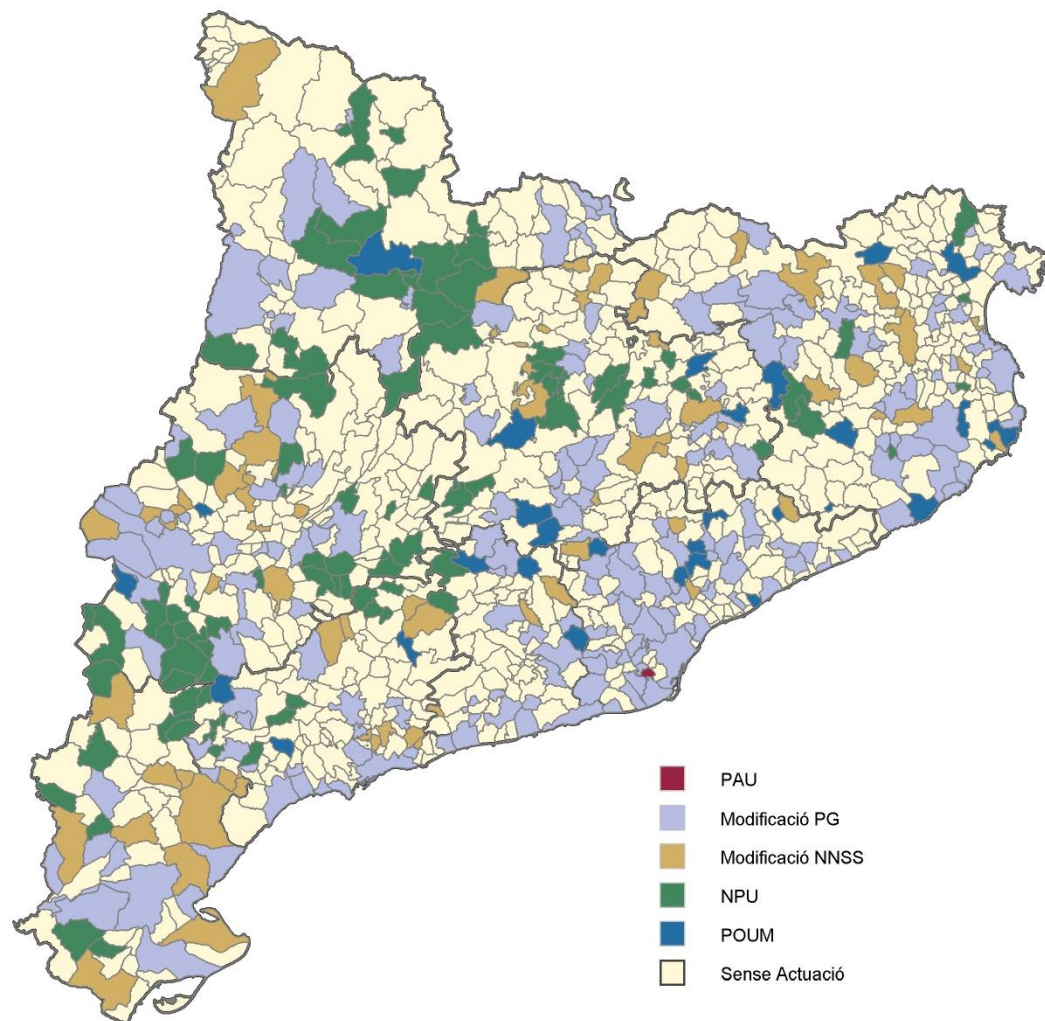 PAU
Modificació PG
Modificació NNSS
NPU
POUM
Sense Actuació